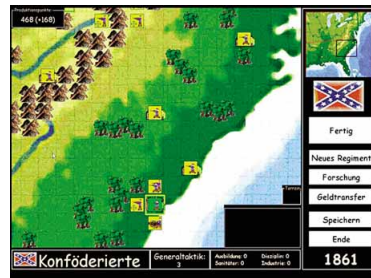 Produktionspunkte
468 (+168)
Fertig
Neues Regiment
Forschung
Geldtransfer
Speichern
Ende
1861
Terrain
Konföderierte
Generaltaktik:
3
Ausbildung: 0
Disziplin: 0
Sanitäter: 0
Industrie: 0